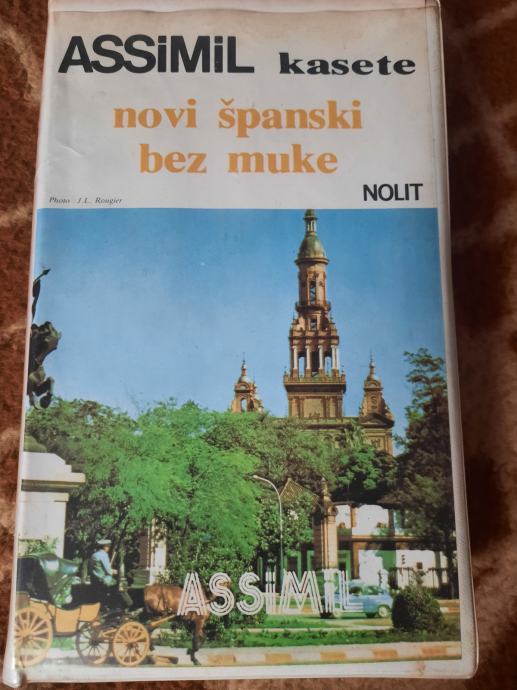 ASSiMiL kasete
novi španski
bez muke
NOLIT
Photo : J.L. Rougier
ASSiMiL